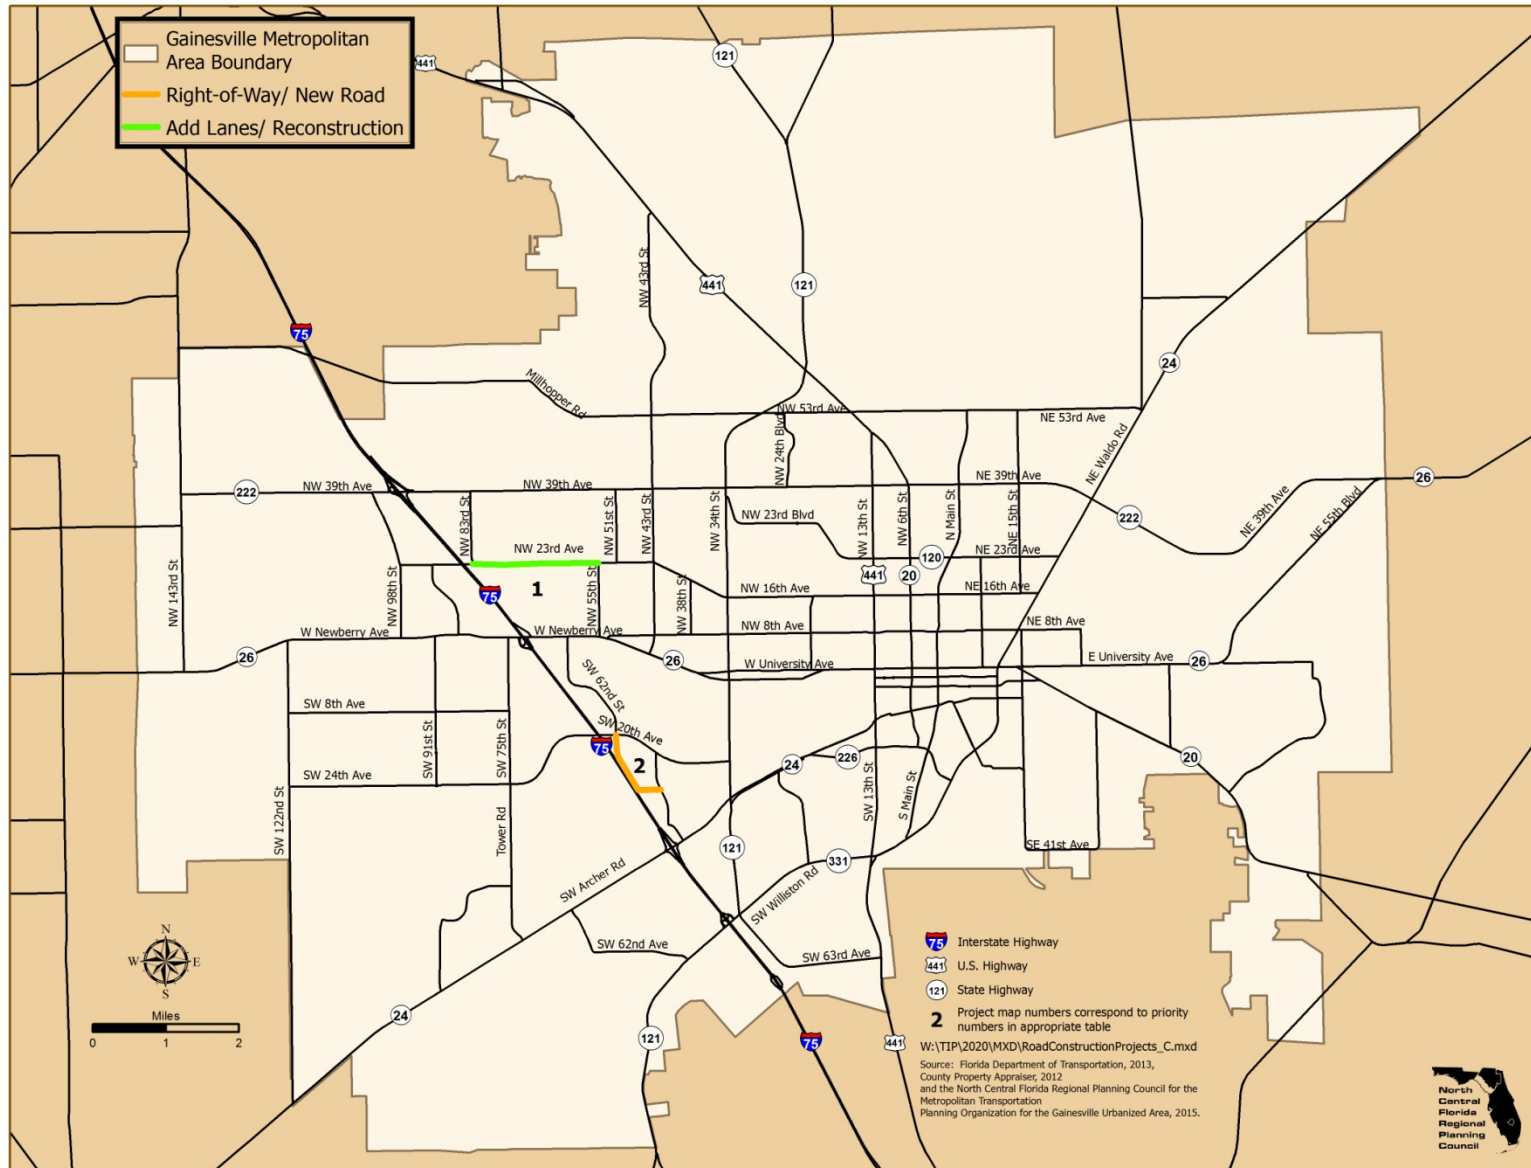 Gainesville Metropolitan
Area Boundary
Right-of-Way/ New Road
Add Lanes/ Reconstruction
441
121
75
NW 43rd St
441
121
24
Millhopper Rd
NW 53rd Ave
NE 53rd Ave
NW 24th Blvd
NE Waldo Rd
222
NW 39th Ave
NW 39th Ave
NE 39th Ave
26
NW 83rd St
NW 51st St
NW 43rd St
NW 34th St
NW 23rd Blvd
NW 13th St
NW 6th St
N Main St
NE 15th St
222
NE 39th Ave
NE 55th Blvd
NW 23rd Ave
120
NE 23rd Ave
NW 143rd St
NW 98th St
75
1
NW 55th St
NW 38th St
441
20
NW 16th Ave
NE 16th Ave
W Newberry Ave
W Newberry Ave
NW 8th Ave
NE 8th Ave
26
26
W University Ave
E University Ave
26
SW 62nd St
SW 8th Ave
SW 91st St
SW 75th St
SW 20th Ave
75
2
24
226
20
SW 24th Ave
SW 122nd St
Tower Rd
SW 13th St
S Main St
121
331
SE 41st Ave
SW Archer Rd
SW Williston Rd
SW 62nd Ave
SW 63rd Ave
N
W
E
S
Miles
0
1
2
24
121
75
441
75
Interstate Highway
441
U.S. Highway
121
State Highway
2
Project map numbers correspond to priority
numbers in appropriate table
W:\TIP\2020\MXD\RoadConstructionProjects_C.mxd
Source: Florida Department of Transportation, 2013,
County Property Appraiser, 2012
and the North Central Florida Regional Planning Council for the
Metropolitan Transportation
Planning Organization for the Gainesville Urbanized Area, 2015.
North
Central
Florida
Regional
Planning
Council